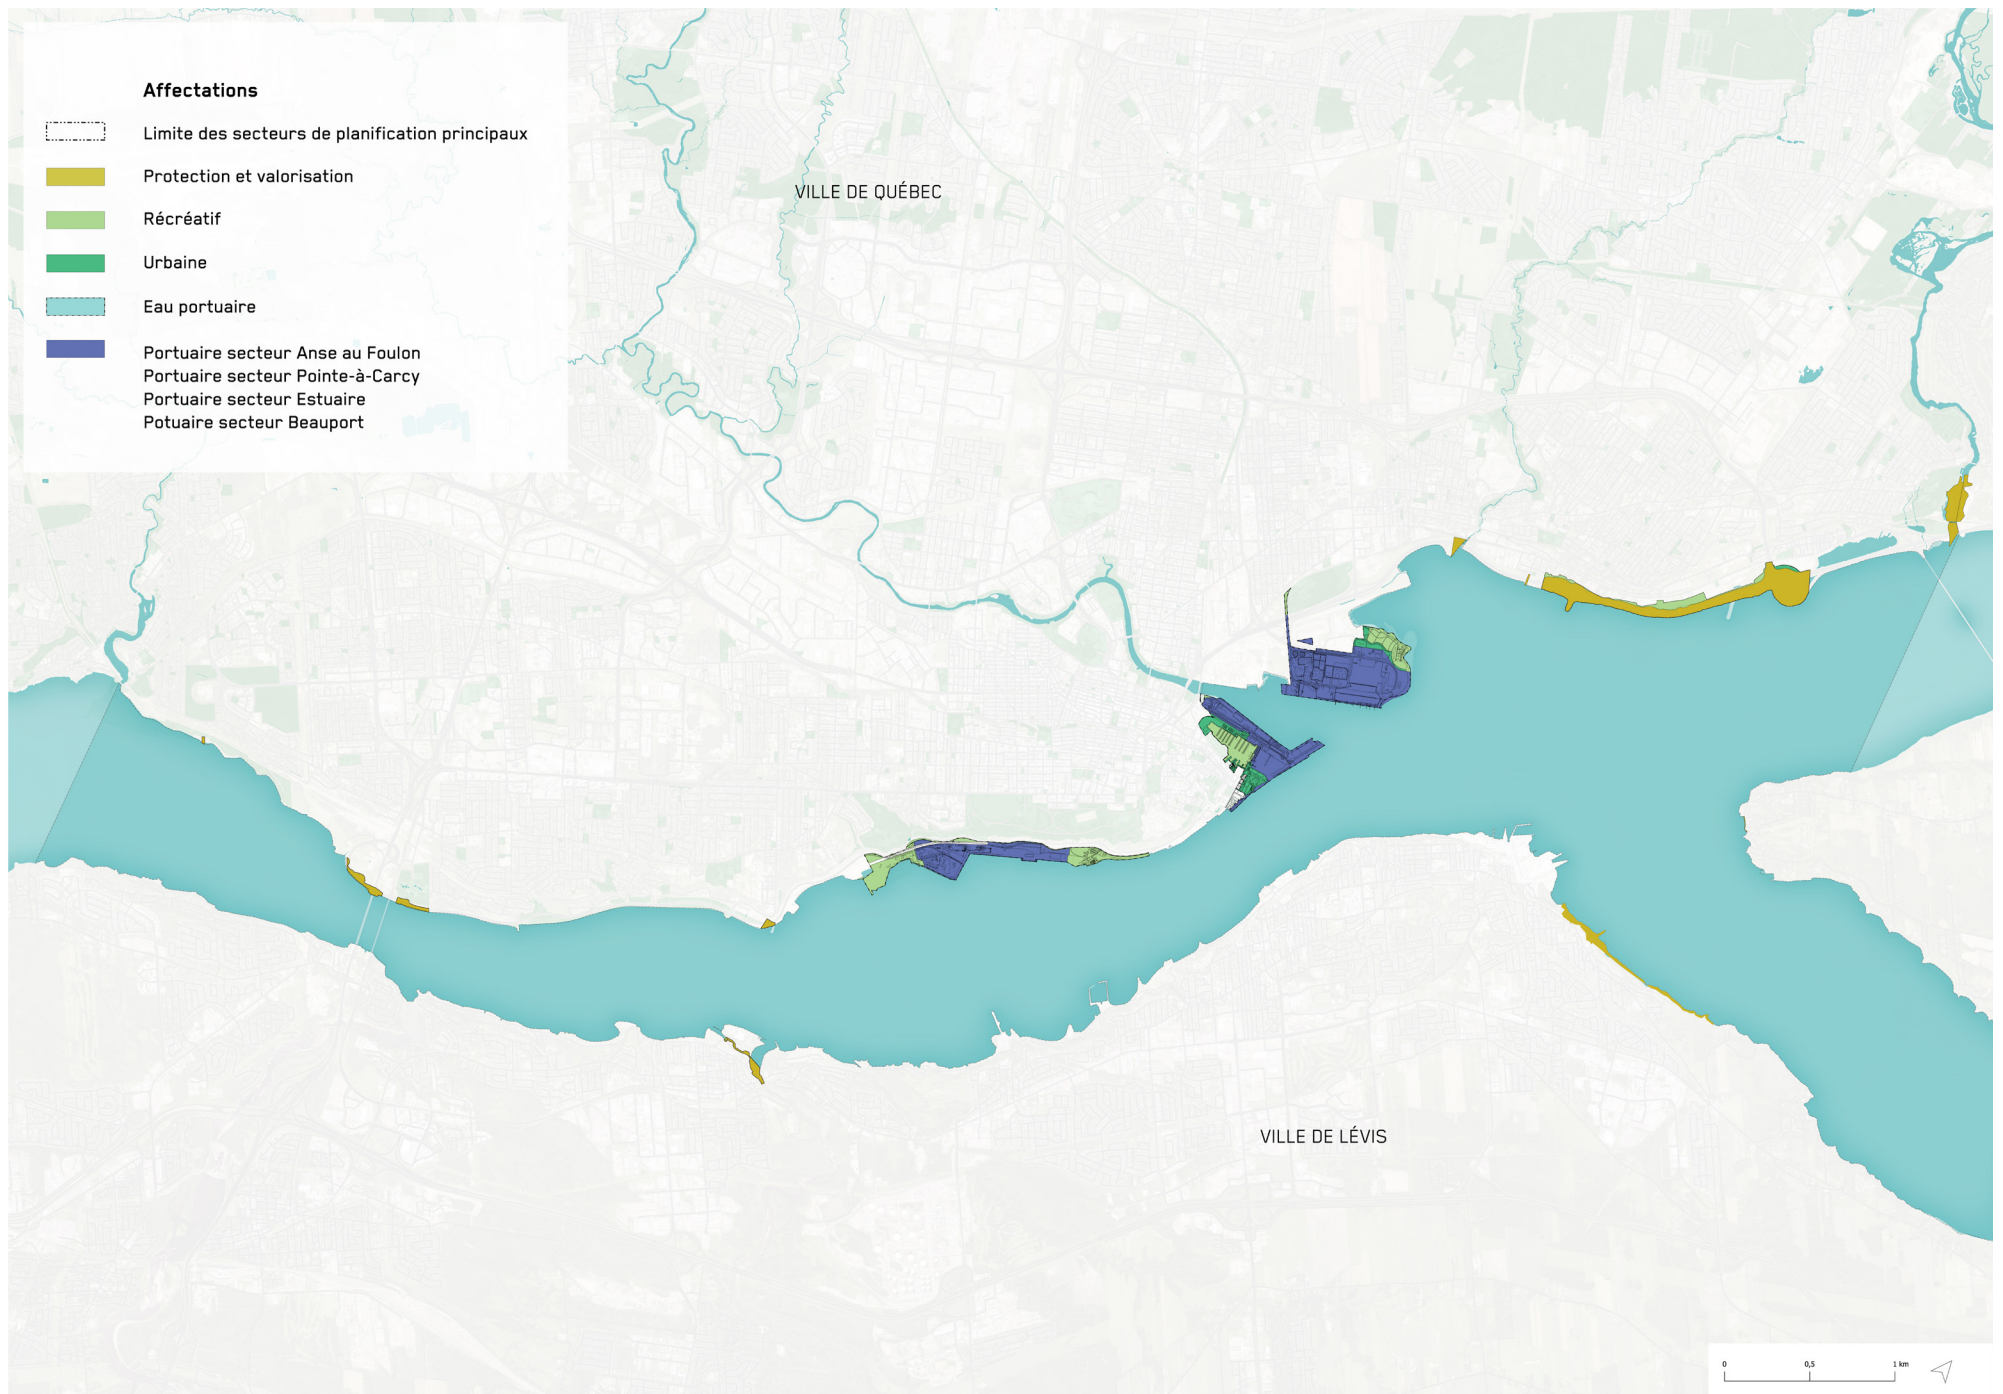 Affectations
Limite des secteurs de planification principaux
Protection et valorisation
Récréatif
Urbaine
Eau portuaire
Portuaire secteur Anse au Foulon
Portuaire secteur Pointe-à-Carcy
Portuaire secteur Estuaire
Potuaire secteur Beauport
VILLE DE QUÉBEC
VILLE DE LÉVIS
0 0,5 1 km